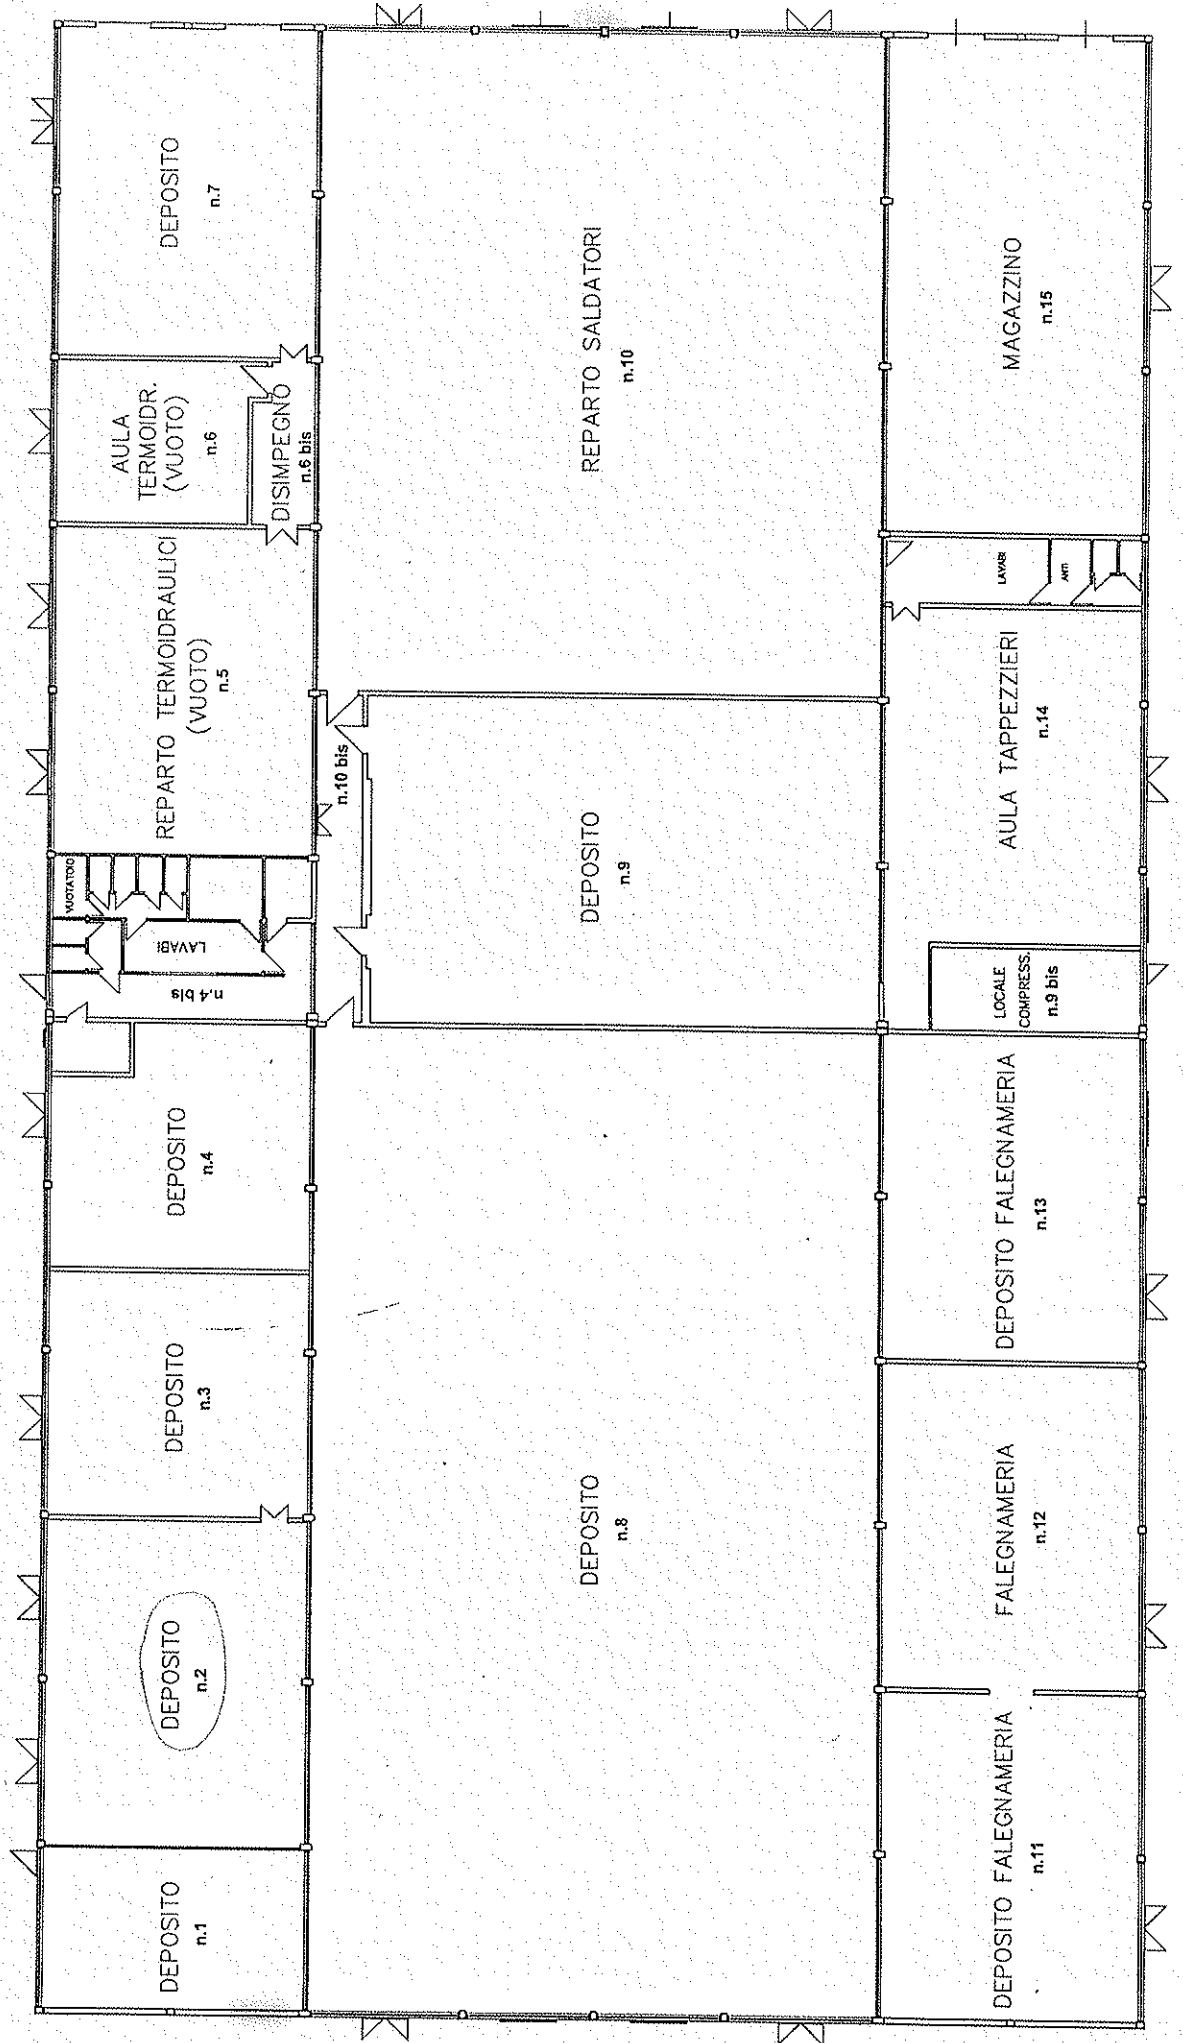 DEPOSITO
n.1
DEPOSITO
n.2
DEPOSITO
n.3
DEPOSITO
n.4
n.4 bis
LAVABI
VUOTATOIO
REPARTO TERMOIDRAULICI
(VUOTO)
n.5
AULA
TERMOIDR.
(VUOTO)
n.6
DISIMPEGNO
n.6 bis
DEPOSITO
n.7
DEPOSITO
n.8
DEPOSITO
n.9
n.10 bis
REPARTO SALDATORI
n.10
DEPOSITO FALEGNAMERIA
n.11
FALEGNAMERIA
n.12
DEPOSITO FALEGNAMERIA
n.13
LOCALE
COMPRESS.
n.9 bis
AULA TAPPEZZIERI
n.14
LAVABI
ANTI
MAGAZZINO
n.15